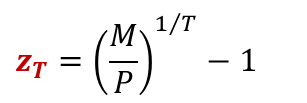 z_T = (M/P)^{1/T} − 1